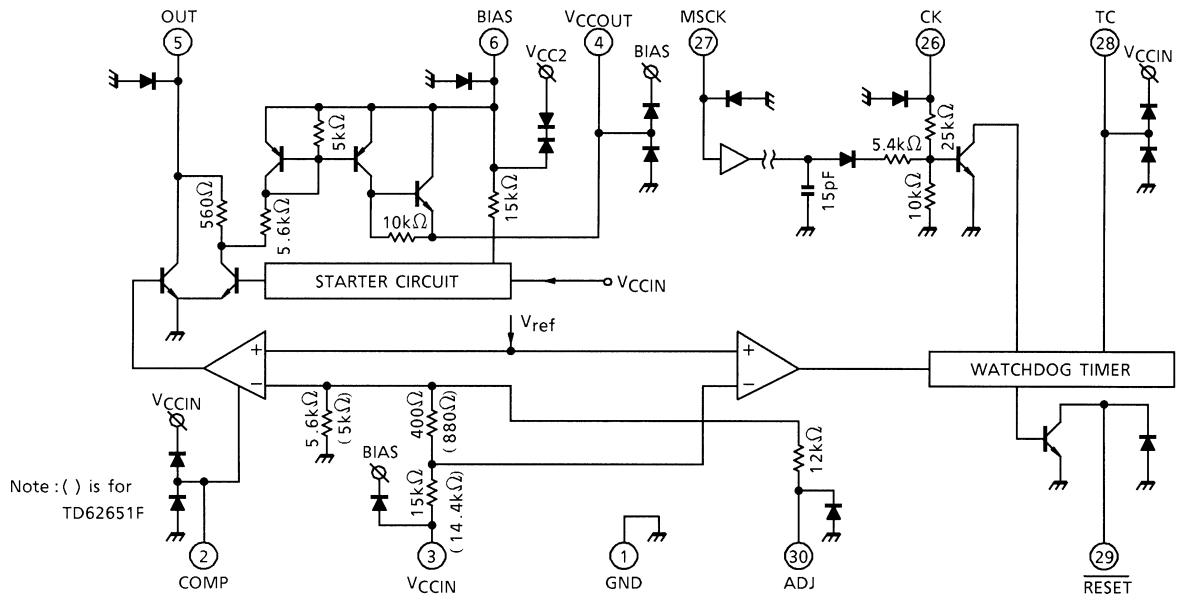 OUT BIAS VCCOUT MSCK CK TC
5 6 4 27 26 28
VCC2 BIAS VCCIN
5kΩ
25kΩ
5.4kΩ
560Ω
5.6kΩ
15kΩ
15pF
10kΩ
10kΩ
STARTER CIRCUIT
VCCIN
Vref
+
−
+
−
WATCHDOG TIMER
VCCIN
5.6kΩ
(5kΩ)
400Ω
(880Ω)
12kΩ
BIAS
15kΩ
(14.4kΩ)
Note :( ) is for
TD62651F
2 3 1 30 29
COMP VCCIN GND ADJ RESET